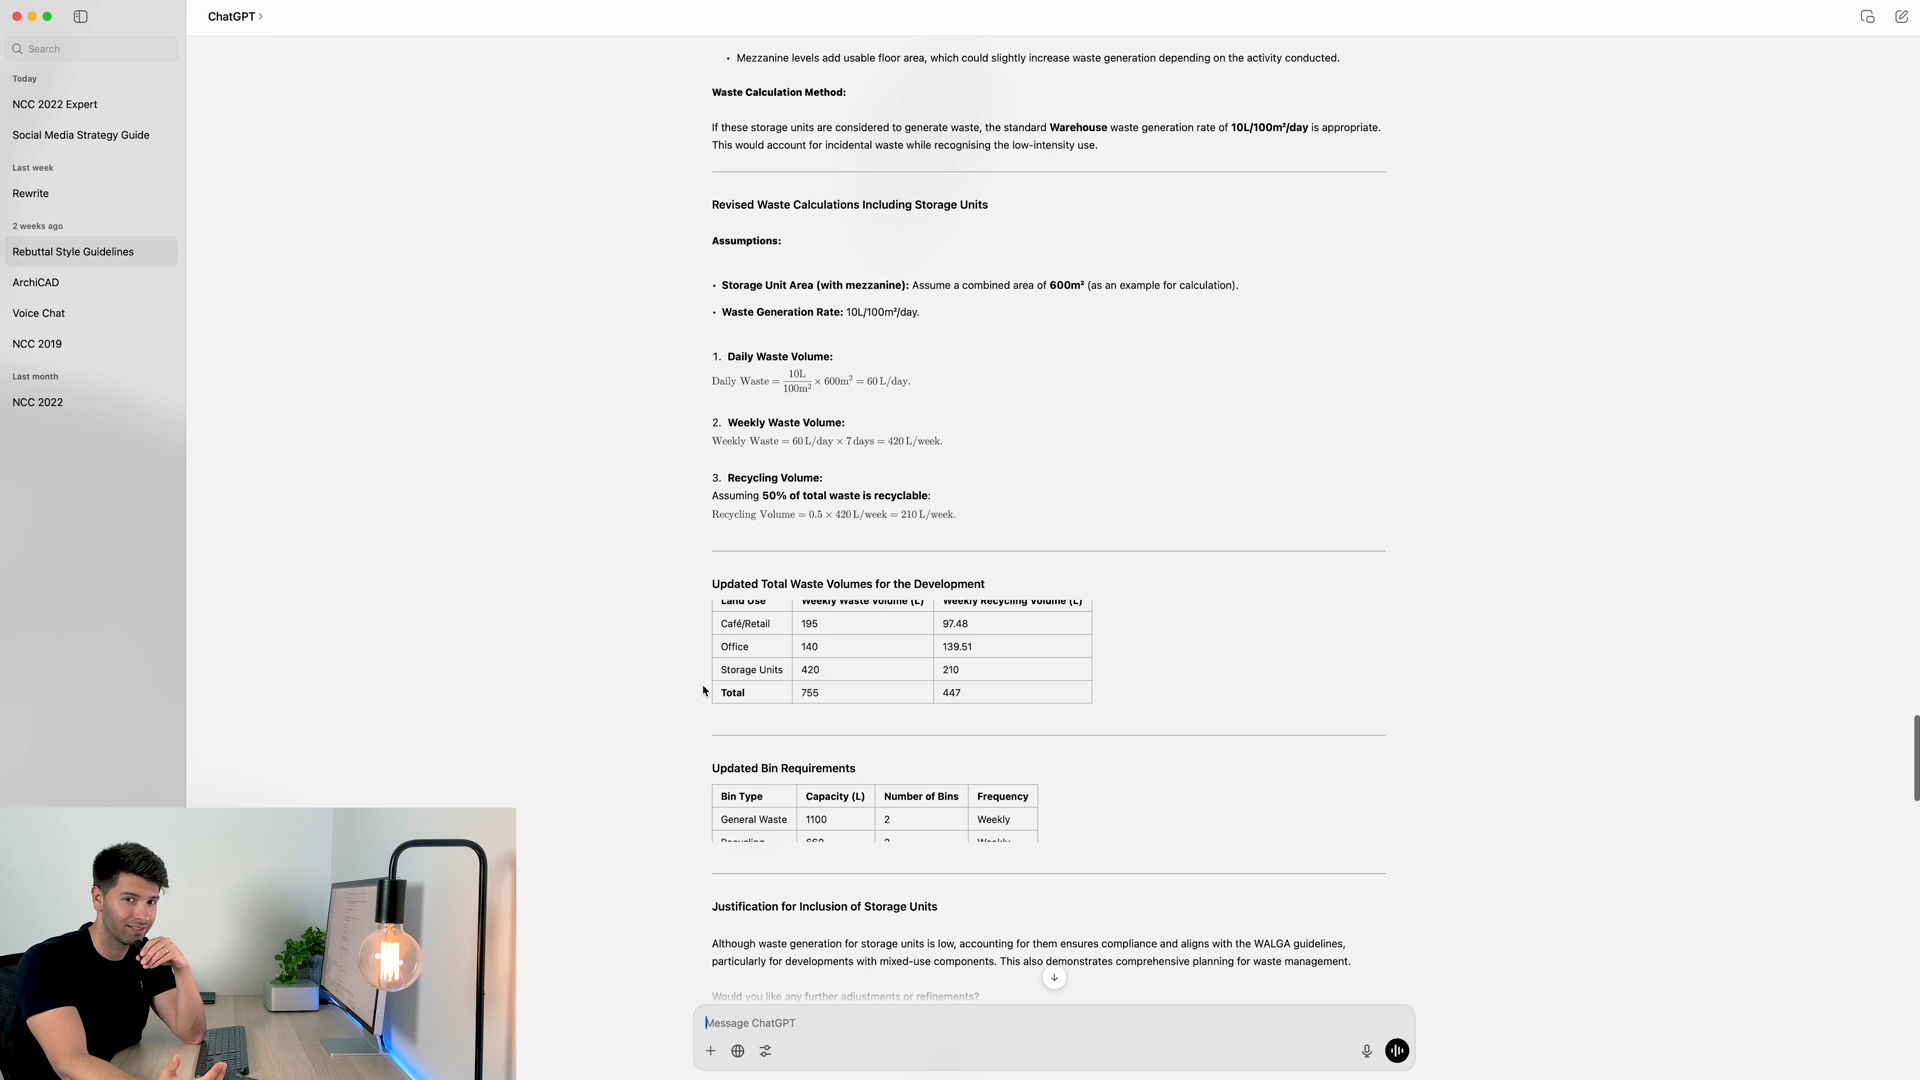 ChatGPT
Search
Today
NCC 2022 Expert
Social Media Strategy Guide
Last week
Rewrite
2 weeks ago
Rebuttal Style Guidelines
ArchiCAD
Voice Chat
NCC 2019
Last month
NCC 2022
• Mezzanine levels add usable floor area, which could slightly increase waste generation depending on the activity conducted.
Waste Calculation Method:
If these storage units are considered to generate waste, the standard Warehouse waste generation rate of 10L/100m²/day is appropriate.
This would account for incidental waste while recognising the low-intensity use.
Revised Waste Calculations Including Storage Units
Assumptions:
• Storage Unit Area (with mezzanine): Assume a combined area of 600m² (as an example for calculation).
• Waste Generation Rate: 10L/100m²/day.
1. Daily Waste Volume:
Daily Waste = 10L/100m² × 600m² = 60 L/day.
2. Weekly Waste Volume:
Weekly Waste = 60 L/day × 7 days = 420 L/week.
3. Recycling Volume:
Assuming 50% of total waste is recyclable:
Recycling Volume = 0.5 × 420 L/week = 210 L/week.
Updated Total Waste Volumes for the Development
Land Use Weekly Waste Volume (L) Weekly Recycling Volume (L)
Café/Retail 195 97.48
Office 140 139.51
Storage Units 420 210
Total 755 447
Updated Bin Requirements
Bin Type Capacity (L) Number of Bins Frequency
General Waste 1100 2 Weekly
Recycling 660 Weekly
Justification for Inclusion of Storage Units
Although waste generation for storage units is low, accounting for them ensures compliance and aligns with the WALGA guidelines,
particularly for developments with mixed-use components. This also demonstrates comprehensive planning for waste management.
Would you like any further adjustments or refinements?
Message ChatGPT